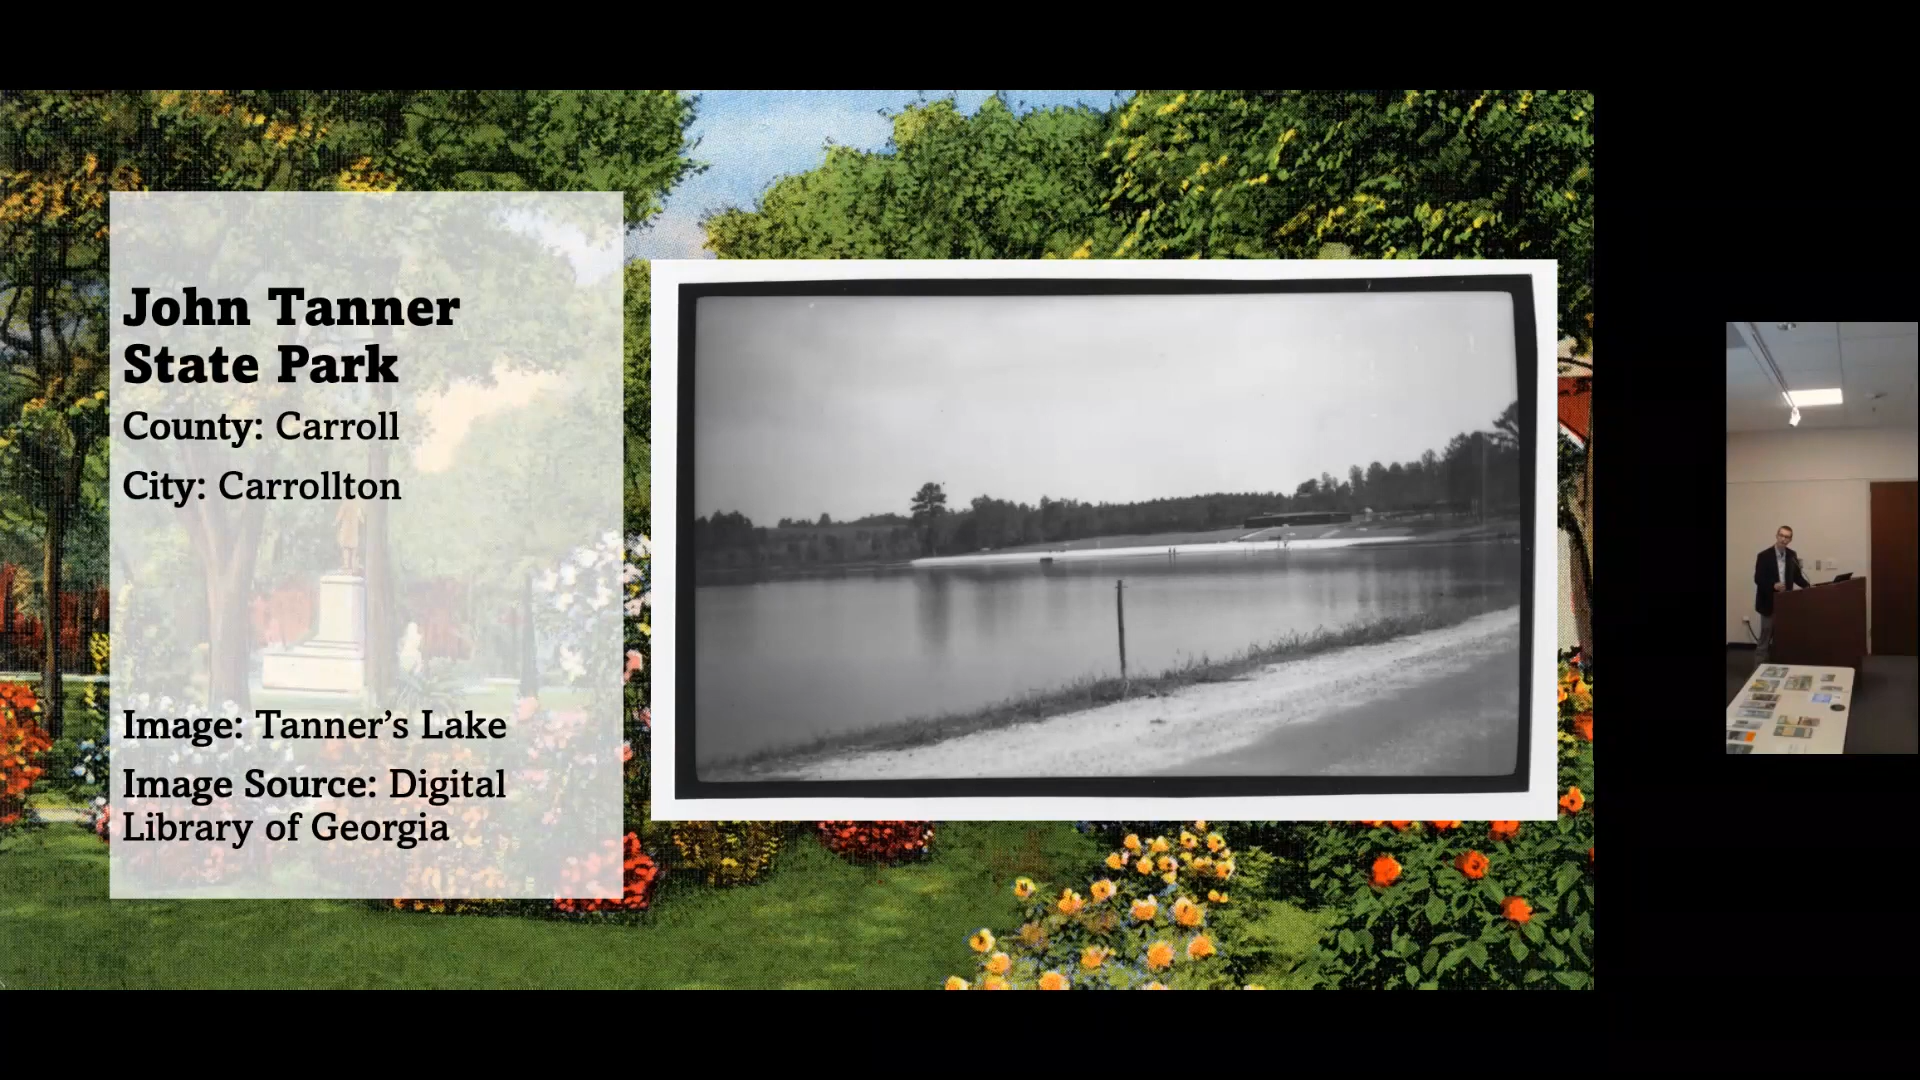 John Tanner
State Park
County: Carroll
City: Carrollton
Image: Tanner’s Lake
Image Source: Digital
Library of Georgia